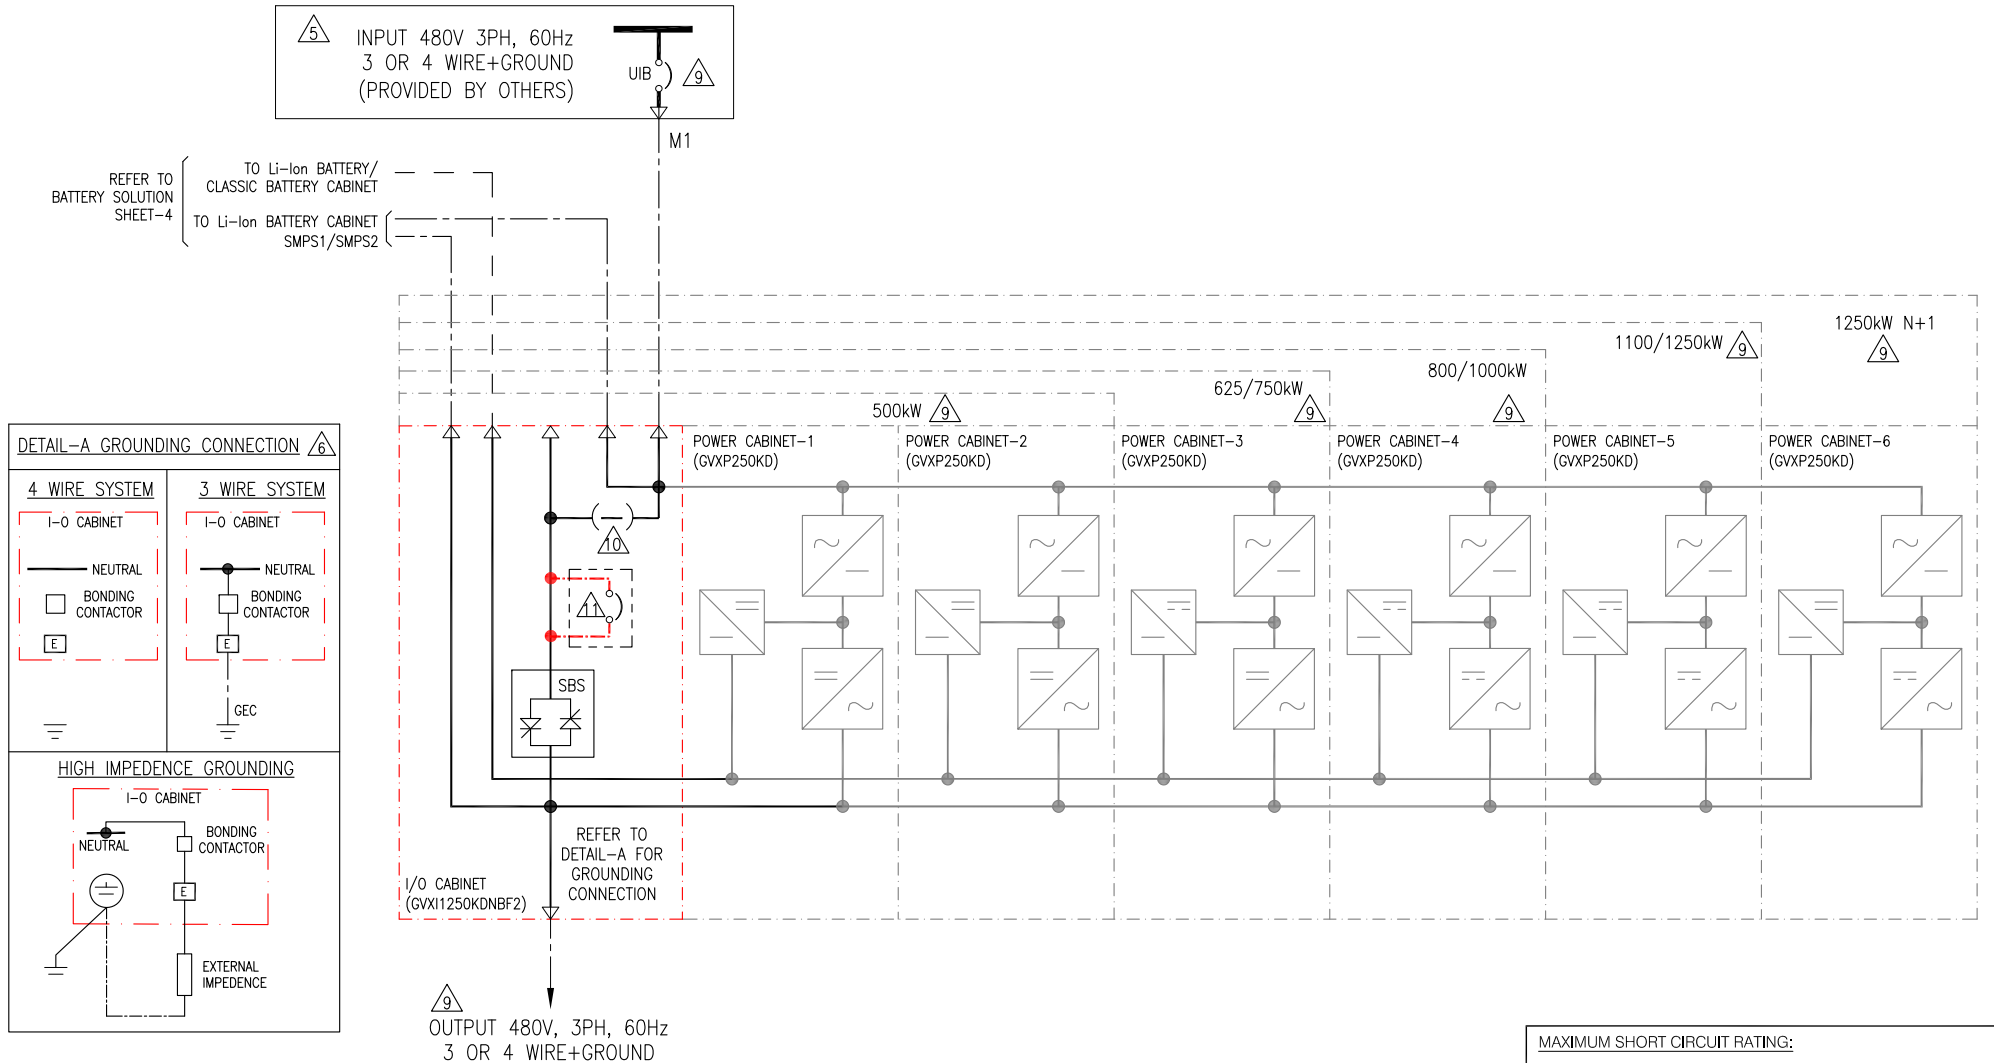 5
INPUT 480V 3PH, 60Hz
3 OR 4 WIRE+GROUND
(PROVIDED BY OTHERS)
UIB
9
M1
REFER TO
BATTERY SOLUTION
SHEET-4
TO Li-Ion BATTERY/
CLASSIC BATTERY CABINET
TO Li-Ion BATTERY CABINET
SMPS1/SMPS2
1250kW N+1
9
1100/1250kW
9
800/1000kW
9
625/750kW
9
500kW
9
POWER CABINET-1
(GVXP250KD)
POWER CABINET-2
(GVXP250KD)
POWER CABINET-3
(GVXP250KD)
POWER CABINET-4
(GVXP250KD)
POWER CABINET-5
(GVXP250KD)
POWER CABINET-6
(GVXP250KD)
10
11
SBS
REFER TO
DETAIL-A FOR
GROUNDING
CONNECTION
I/O CABINET
(GVXI1250KDNBF2)
9
OUTPUT 480V, 3PH, 60Hz
3 OR 4 WIRE+GROUND
DETAIL-A GROUNDING CONNECTION
6
4 WIRE SYSTEM
I-O CABINET
NEUTRAL
BONDING
CONTACTOR
E
3 WIRE SYSTEM
I-O CABINET
NEUTRAL
BONDING
CONTACTOR
E
GEC
HIGH IMPEDENCE GROUNDING
I-O CABINET
NEUTRAL
BONDING
CONTACTOR
E
EXTERNAL
IMPEDENCE
MAXIMUM SHORT CIRCUIT RATING: